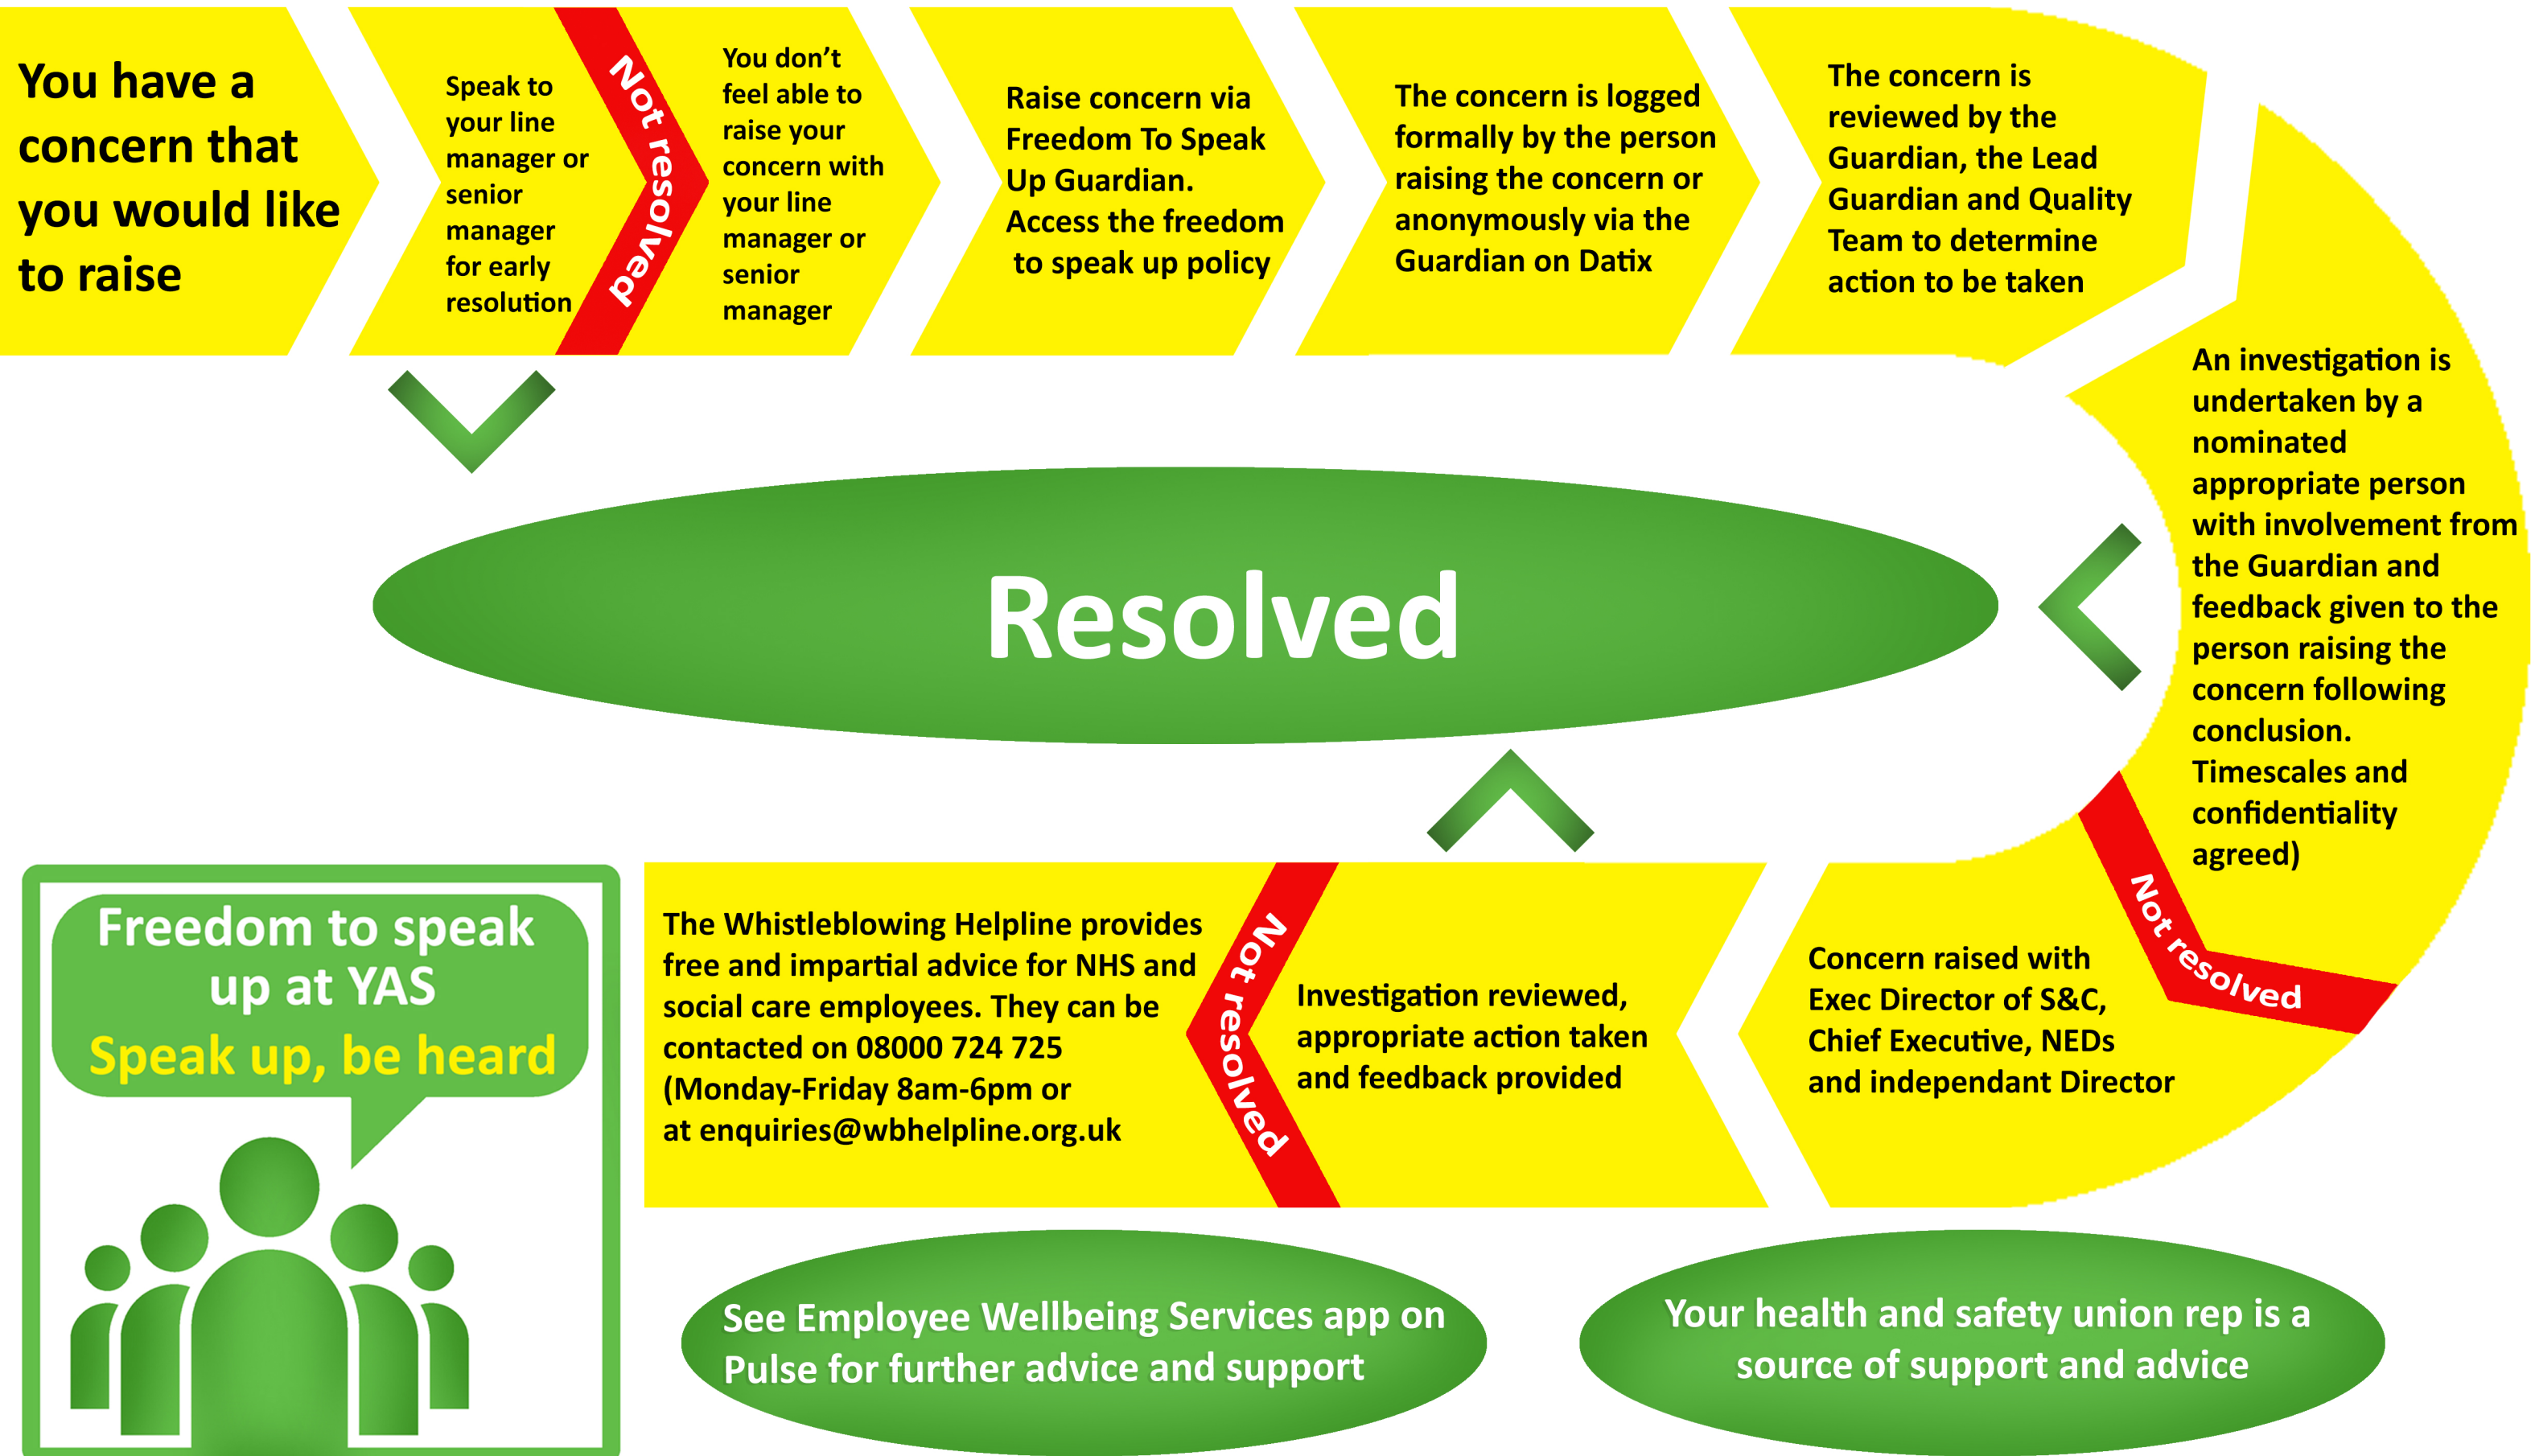 You have a
concern that
you would like
to raise
Speak to
your line
manager or
senior
manager
for early
resolution
Not resolved
You don’t
feel able to
raise your
concern with
your line
manager or
senior
manager
Raise concern via
Freedom To Speak
Up Guardian.
Access the freedom
to speak up policy
The concern is logged
formally by the person
raising the concern or
anonymously via the
Guardian on Datix
The concern is
reviewed by the
Guardian, the Lead
Guardian and Quality
Team to determine
action to be taken
An investigation is
undertaken by a
nominated
appropriate person
with involvement from
the Guardian and
feedback given to the
person raising the
concern following
conclusion.
Timescales and
confidentiality
agreed)
Not resolved
Concern raised with
Exec Director of S&C,
Chief Executive, NEDs
and independant Director
Investigation reviewed,
appropriate action taken
and feedback provided
Not resolved
The Whistleblowing Helpline provides
free and impartial advice for NHS and
social care employees. They can be
contacted on 08000 724 725
(Monday-Friday 8am-6pm or
at enquiries@wbhelpline.org.uk
Resolved
Freedom to speak
up at YAS
Speak up, be heard
See Employee Wellbeing Services app on
Pulse for further advice and support
Your health and safety union rep is a
source of support and advice